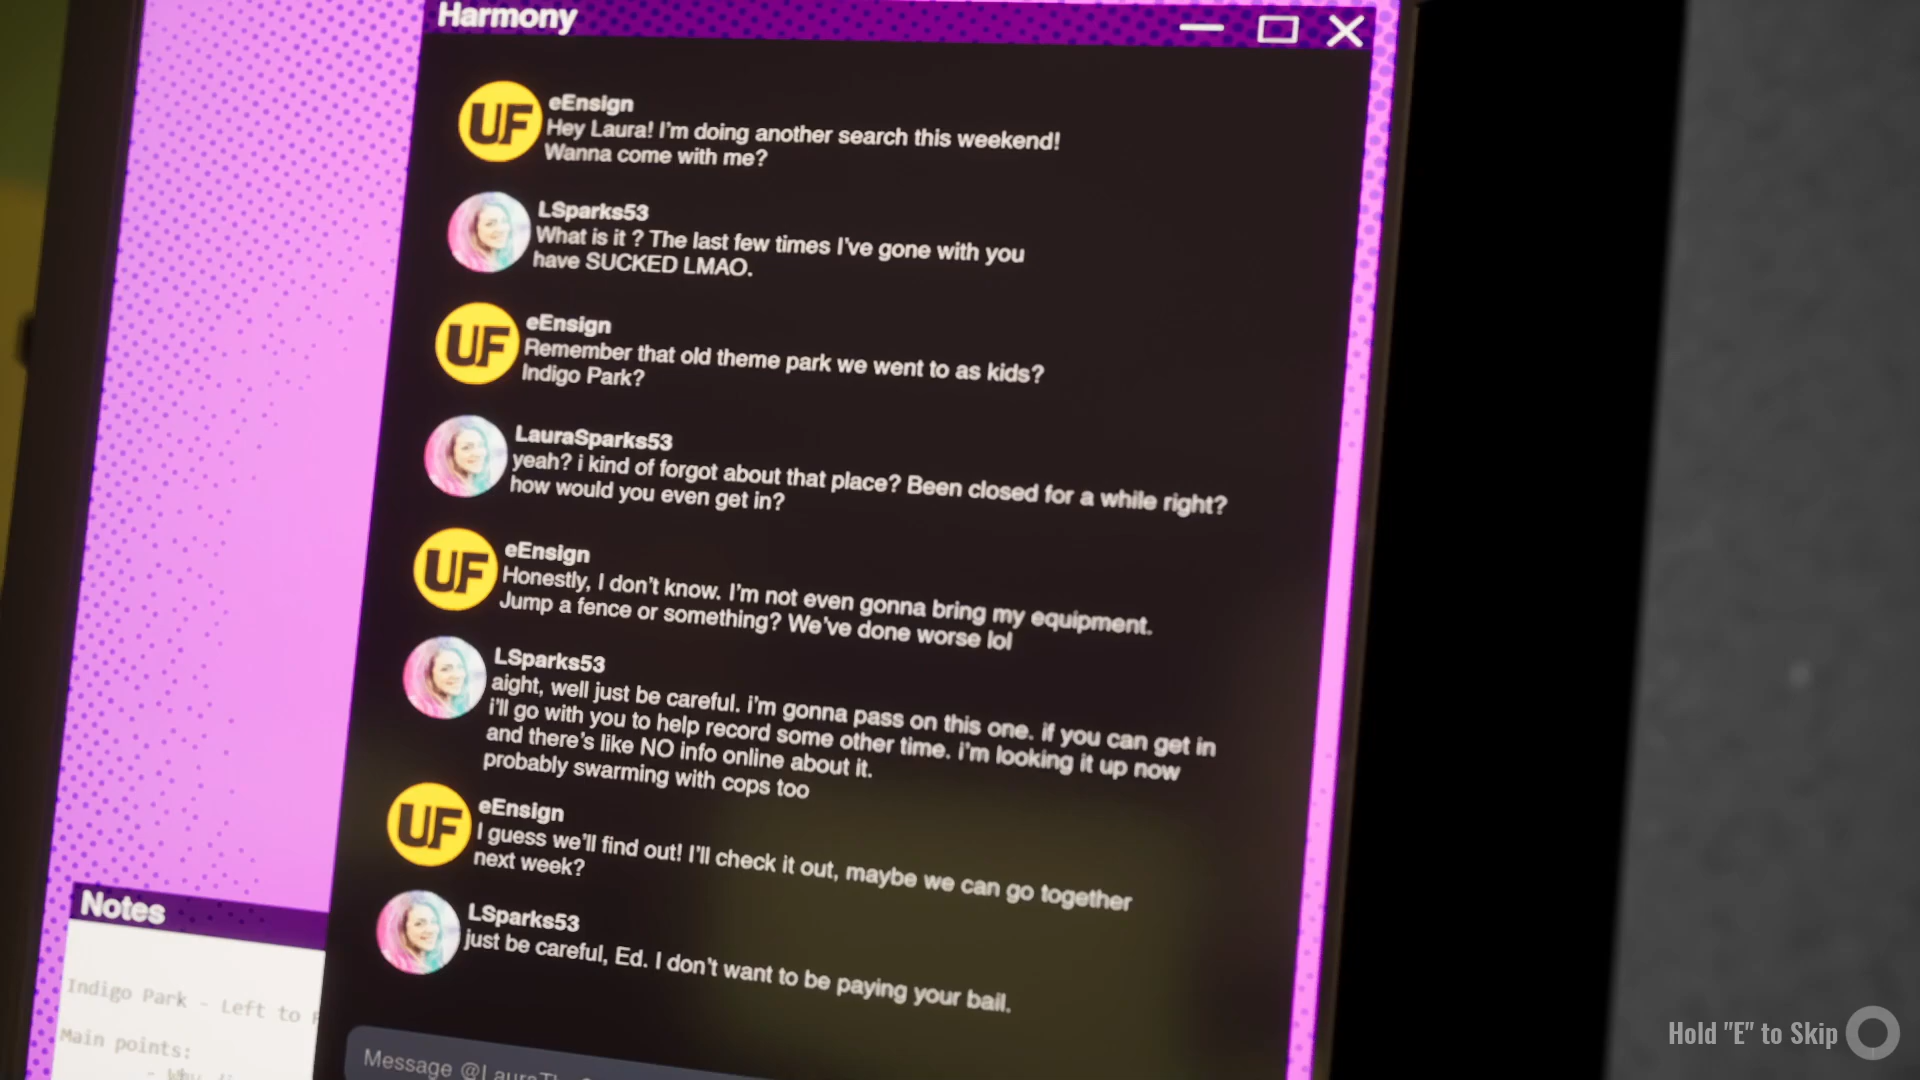 Harmony
UF
eEnsign
Hey Laura! I'm doing another search this weekend!
Wanna come with me?
LSparks53
What is it ? The last few times I've gone with you
have SUCKED LMAO.
UF
eEnsign
Remember that old theme park we went to as kids?
Indigo Park?
LauraSparks53
yeah? i kind of forgot about that place? Been closed for a while right?
how would you even get in?
UF
eEnsign
Honestly, I don't know. I'm not even gonna bring my equipment.
Jump a fence or something? We've done worse lol
LSparks53
aight, well just be careful. i'm gonna pass on this one. if you can get in
i'll go with you to help record some other time. i'm looking it up now
and there's like NO info online about it.
probably swarming with cops too
UF
eEnsign
I guess we'll find out! I'll check it out, maybe we can go together
next week?
LSparks53
just be careful, Ed. I don't want to be paying your bail.
Message
Notes
Indigo Park - Left to
Main points:
Hold "E" to Skip